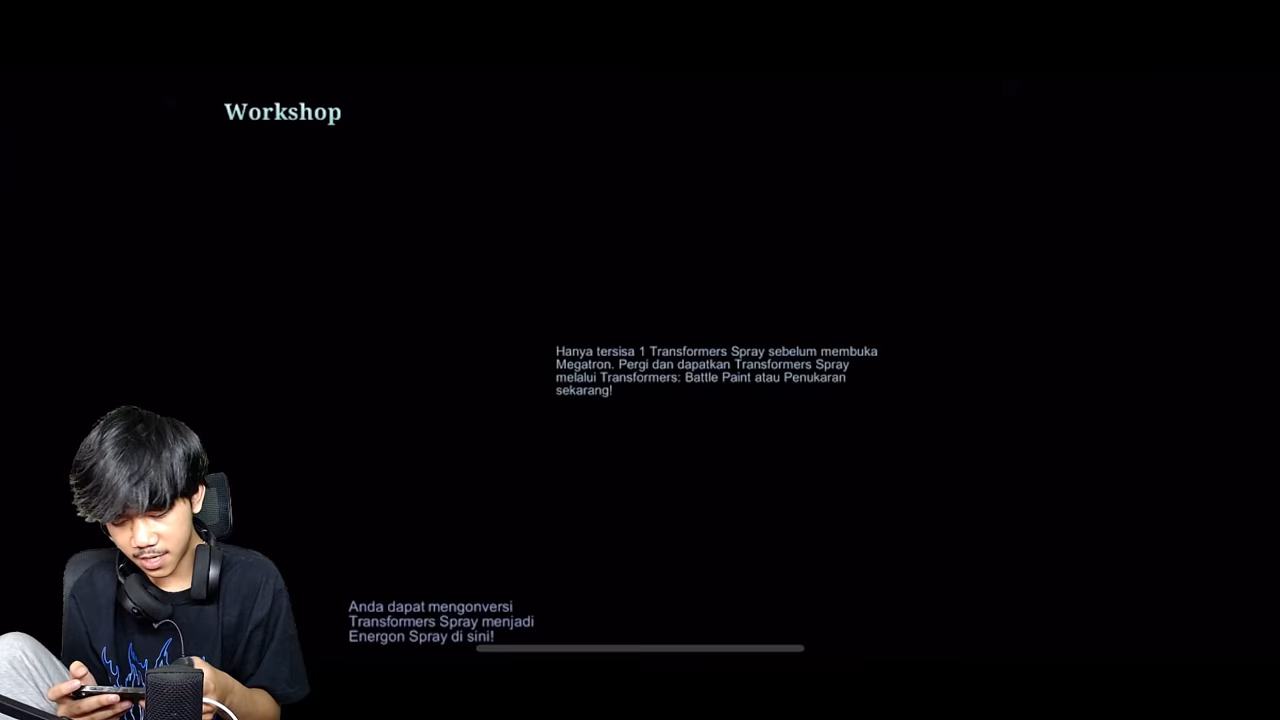 Workshop
Hanya tersisa 1 Transformers Spray sebelum membuka
Megatron. Pergi dan dapatkan Transformers Spray
melalui Transformers: Battle Paint atau Penukaran
sekarang!
Anda dapat mengonversi
Transformers Spray menjadi
Energon Spray di sini!